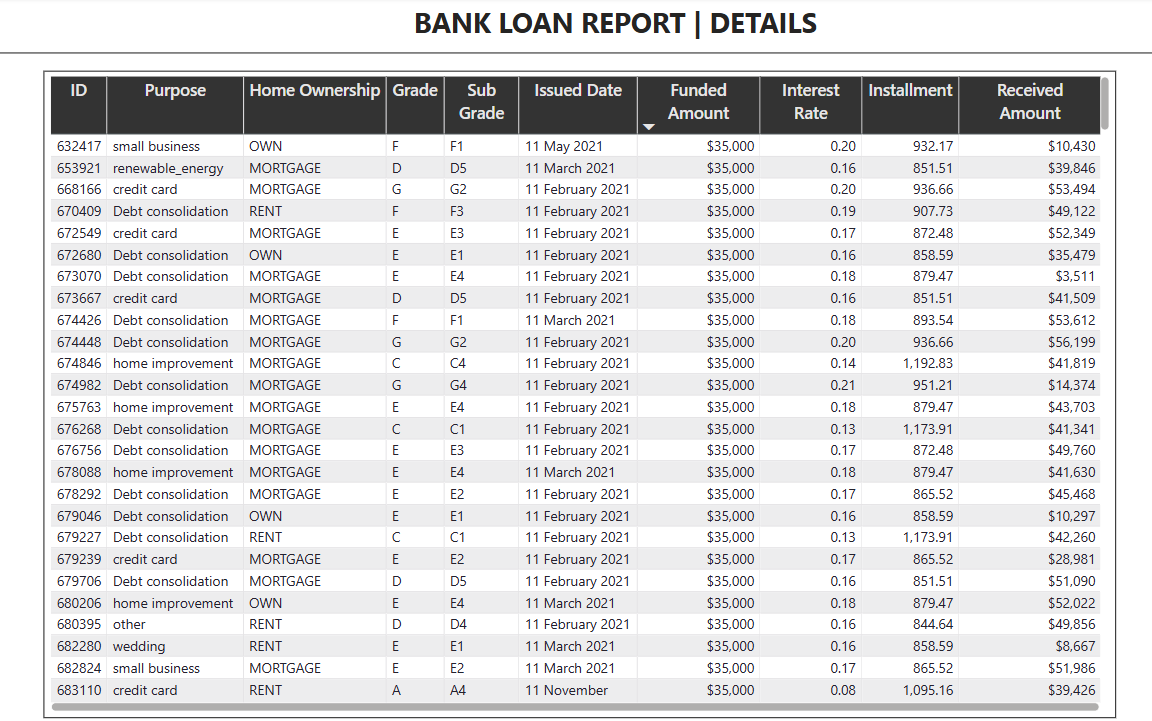 BANK LOAN REPORT | DETAILS
ID Purpose Home Ownership Grade Sub Grade Issued Date Funded Amount Interest Rate Installment Received Amount
632417 small business OWN F F1 11 May 2021 $35,000 0.20 932.17 $10,430
653921 renewable_energy MORTGAGE D D5 11 March 2021 $35,000 0.16 851.51 $39,846
668166 credit card MORTGAGE G G2 11 February 2021 $35,000 0.20 936.66 $53,494
670409 Debt consolidation RENT F F3 11 February 2021 $35,000 0.19 907.73 $49,122
672549 credit card MORTGAGE E E3 11 February 2021 $35,000 0.17 872.48 $52,349
672680 Debt consolidation OWN E E1 11 February 2021 $35,000 0.16 858.59 $35,479
673070 Debt consolidation MORTGAGE E E4 11 February 2021 $35,000 0.18 879.47 $3,511
673667 credit card MORTGAGE D D5 11 February 2021 $35,000 0.16 851.51 $41,509
674426 Debt consolidation MORTGAGE F F1 11 March 2021 $35,000 0.18 893.54 $53,612
674448 Debt consolidation MORTGAGE G G2 11 February 2021 $35,000 0.20 936.66 $56,199
674846 home improvement MORTGAGE C C4 11 February 2021 $35,000 0.14 1,192.83 $41,819
674982 Debt consolidation MORTGAGE G G4 11 February 2021 $35,000 0.21 951.21 $14,374
675763 home improvement MORTGAGE E E4 11 February 2021 $35,000 0.18 879.47 $43,703
676268 Debt consolidation MORTGAGE C C1 11 February 2021 $35,000 0.13 1,173.91 $41,341
676756 Debt consolidation MORTGAGE E E3 11 February 2021 $35,000 0.17 872.48 $49,760
678088 home improvement MORTGAGE E E4 11 March 2021 $35,000 0.18 879.47 $41,630
678292 Debt consolidation MORTGAGE E E2 11 February 2021 $35,000 0.17 865.52 $45,468
679046 Debt consolidation OWN E E1 11 February 2021 $35,000 0.16 858.59 $10,297
679227 Debt consolidation RENT C C1 11 February 2021 $35,000 0.13 1,173.91 $42,260
679239 credit card MORTGAGE E E2 11 February 2021 $35,000 0.17 865.52 $28,981
679706 Debt consolidation MORTGAGE D D5 11 February 2021 $35,000 0.16 851.51 $51,090
680206 home improvement OWN E E4 11 March 2021 $35,000 0.18 879.47 $52,022
680395 other RENT D D4 11 February 2021 $35,000 0.16 844.64 $49,856
682280 wedding RENT E E1 11 March 2021 $35,000 0.16 858.59 $8,667
682824 small business MORTGAGE E E2 11 March 2021 $35,000 0.17 865.52 $51,986
683110 credit card RENT A A4 11 November $35,000 0.08 1,095.16 $39,426